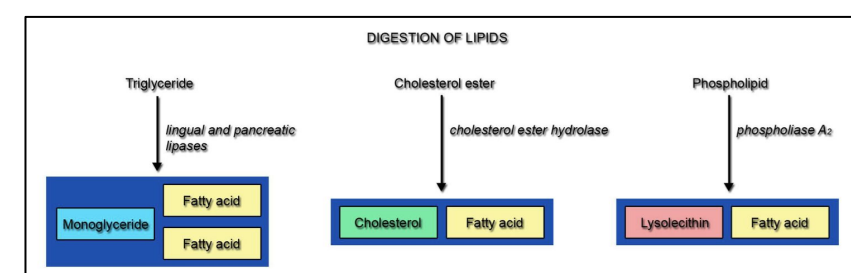 DIGESTION OF LIPIDS
Triglyceride
Cholesterol ester
Phospholipid
lingual and pancreatic
lipases
cholesterol ester hydrolase
phospholiase A2
Fatty acid
Monoglyceride
Fatty acid
Cholesterol
Fatty acid
Lysolecithin
Fatty acid